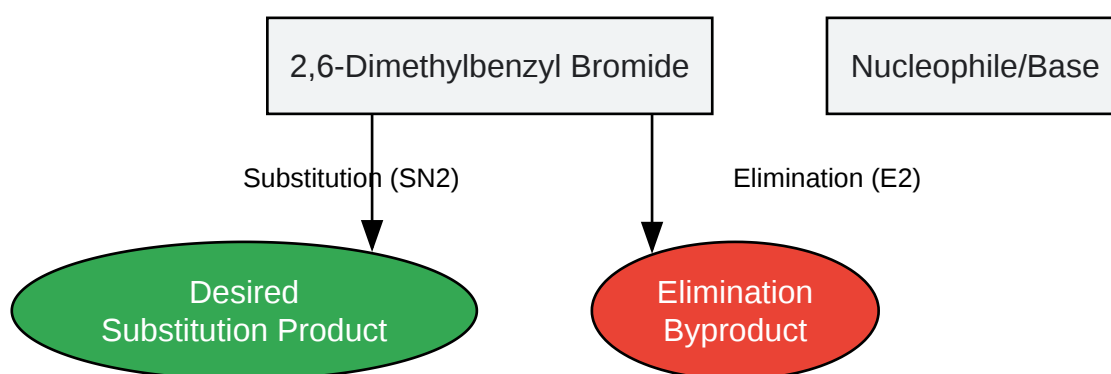 2,6-Dimethylbenzyl Bromide
Nucleophile/Base
Substitution (SN2)
Elimination (E2)
Desired
Substitution Product
Elimination
Byproduct